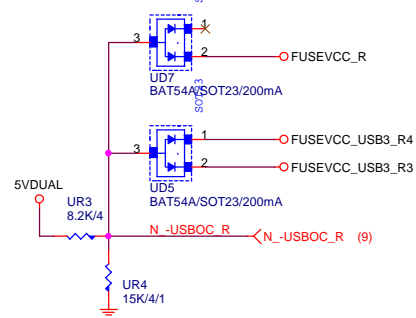 1
3
2
FUSEVCC_R
UD7
BAT54A/SOT23/200mA
SOT23
1
FUSEVCC_USB3_R4
3
2
FUSEVCC_USB3_R3
5VDUAL
UD5
BAT54A/SOT23/200mA
UR3
8.2K/4
N_-USBOC_R
N_-USBOC_R (9)
UR4
15K/4/1